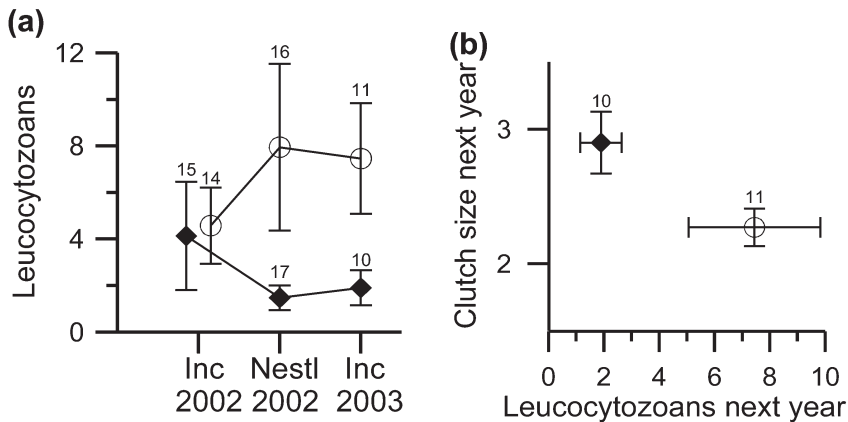 (a)
12
8
4
0
Leucocytozoans
15
14
16
11
17
10
Inc
2002
Nestl
2002
Inc
2003
(b)
3
2
Clutch size next year
10
11
0
2
4
6
8
10
Leucocytozoans next year